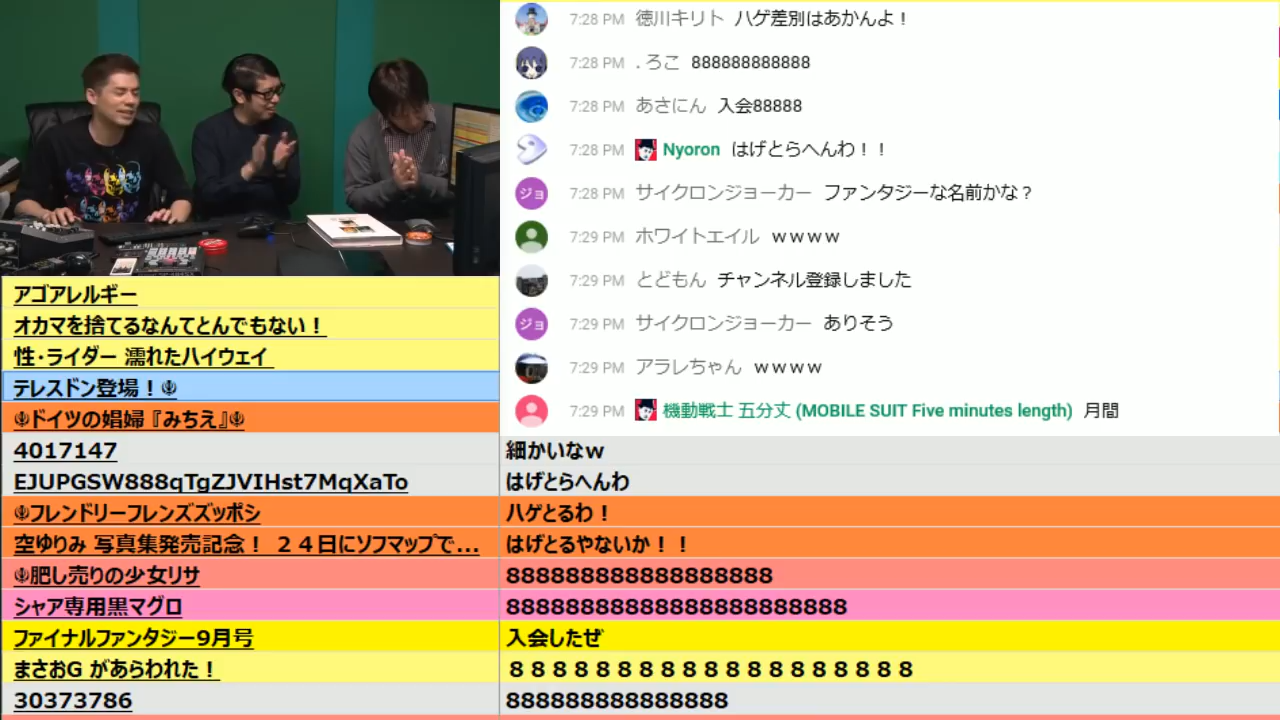 7:28 PM 徳川キリト ハゲ差別はあかんよ！
7:28 PM . ろこ 888888888888
7:28 PM あさにん 入会88888
7:28 PM Nyoron はげとらへんわ！！
ジョ 7:28 PM サイクロンジョーカー ファンタジーな名前かな？
7:29 PM ホワイトエイル ｗｗｗｗ
7:29 PM とどもん チャンネル登録しました
ジョ 7:29 PM サイクロンジョーカー ありそう
7:29 PM アラレちゃん ｗｗｗｗ
7:29 PM 機動戦士 五分丈 (MOBILE SUIT Five minutes length) 月間
アゴアレルギー
オカマを捨てるなんてとんでもない！
性・ライダー 濡れたハイウェイ
テレスドン登場！☬
☬ドイツの娼婦『みちえ』☬
4017147 細かいなｗ
EJUPGSW888qTgZJVIHst7MqXaTo はげとらへんわ
☬フレンドリーフレンズズッポシ ハゲとるわ！
空ゆりみ 写真集発売記念！ ２４日にソフマップで... はげとるやないか！！
☬肥し売りの少女リサ 888888888888888888
シャア専用黒マグロ 88888888888888888888888
ファイナルファンタジー9月号 入会したぜ
まさおG があらわれた！ ８８８８８８８８８８８８８８８８８８８
30373786 888888888888888